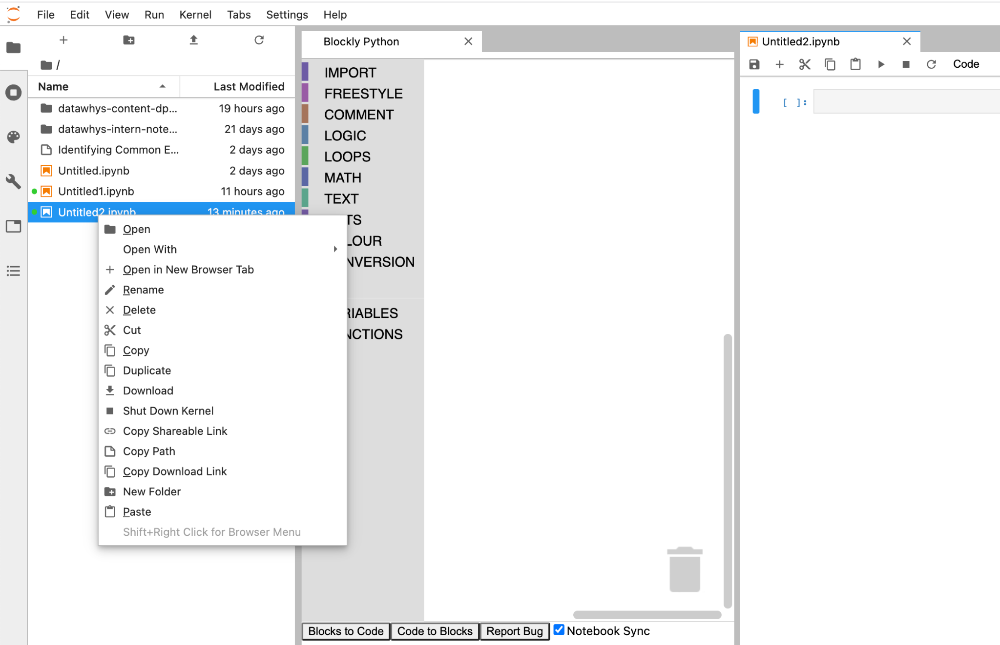 File Edit View Run Kernel Tabs Settings Help
/
Name Last Modified
datawhys-content-dp... 19 hours ago
datawhys-intern-note... 21 days ago
Identifying Common E... 2 days ago
Untitled.ipynb 2 days ago
Untitled1.ipynb 11 hours ago
Untitled2.ipynb 13 minutes ago
Open
Open With
Open in New Browser Tab
Rename
Delete
Cut
Copy
Duplicate
Download
Shut Down Kernel
Copy Shareable Link
Copy Path
Copy Download Link
New Folder
Paste
Shift+Right Click for Browser Menu
Blockly Python
IMPORT
FREESTYLE
COMMENT
LOGIC
LOOPS
MATH
TEXT
TS
LOUR
NVERSION
RIABLES
NCTIONS
Blocks to Code Code to Blocks Report Bug Notebook Sync
Untitled2.ipynb
Code
[ ]: